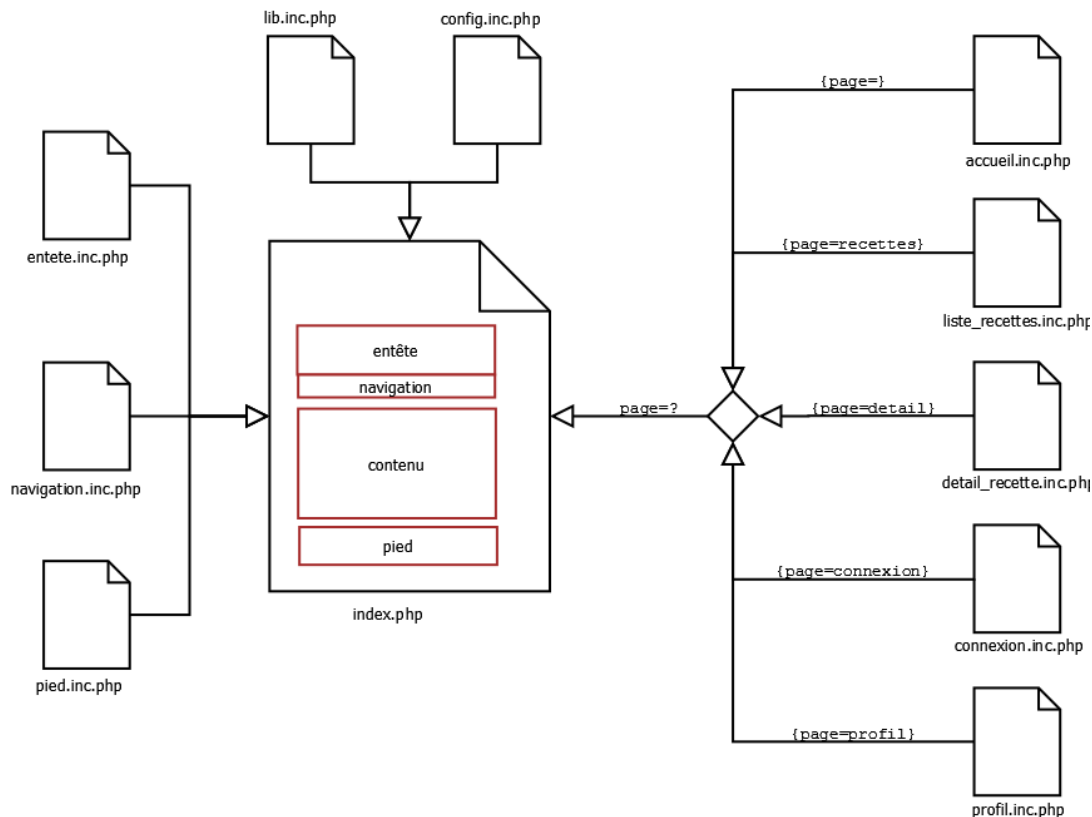 lib.inc.php
config.inc.php
{page=}
accueil.inc.php
entete.inc.php
{page=recettes}
liste_recettes.inc.php
entête
navigation
page=?
{page=detail}
contenu
navigation.inc.php
detail_recette.inc.php
pied
{page=connexion}
index.php
connexion.inc.php
pied.inc.php
{page=profil}
profil.inc.php